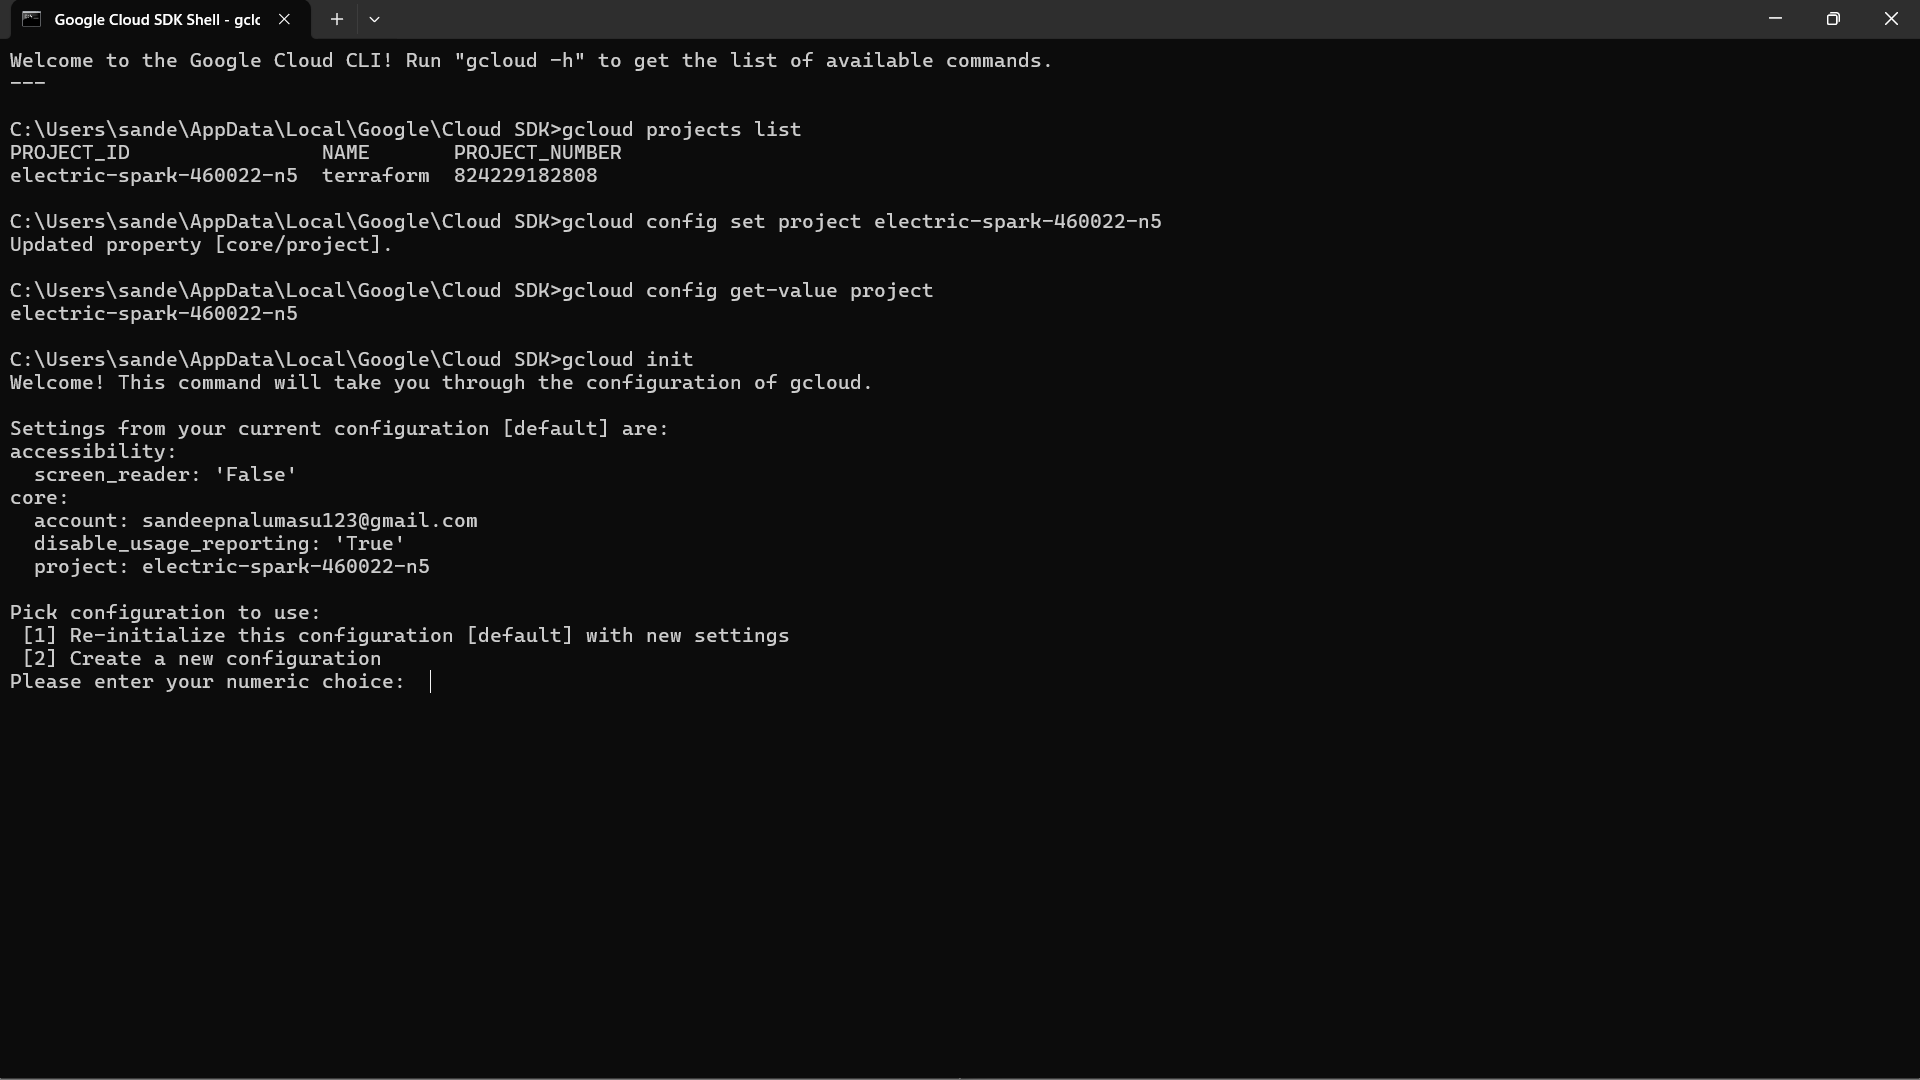 Google Cloud SDK Shell - gclc
Welcome to the Google Cloud CLI! Run "gcloud -h" to get the list of available commands.
---
C:\Users\sande\AppData\Local\Google\Cloud SDK>gcloud projects list
PROJECT_ID                NAME       PROJECT_NUMBER
electric-spark-460022-n5  terraform  824229182808
C:\Users\sande\AppData\Local\Google\Cloud SDK>gcloud config set project electric-spark-460022-n5
Updated property [core/project].
C:\Users\sande\AppData\Local\Google\Cloud SDK>gcloud config get-value project
electric-spark-460022-n5
C:\Users\sande\AppData\Local\Google\Cloud SDK>gcloud init
Welcome! This command will take you through the configuration of gcloud.
Settings from your current configuration [default] are:
accessibility:
  screen_reader: 'False'
core:
  account: sandeepnalumasu123@gmail.com
  disable_usage_reporting: 'True'
  project: electric-spark-460022-n5
Pick configuration to use:
 [1] Re-initialize this configuration [default] with new settings
 [2] Create a new configuration
Please enter your numeric choice: